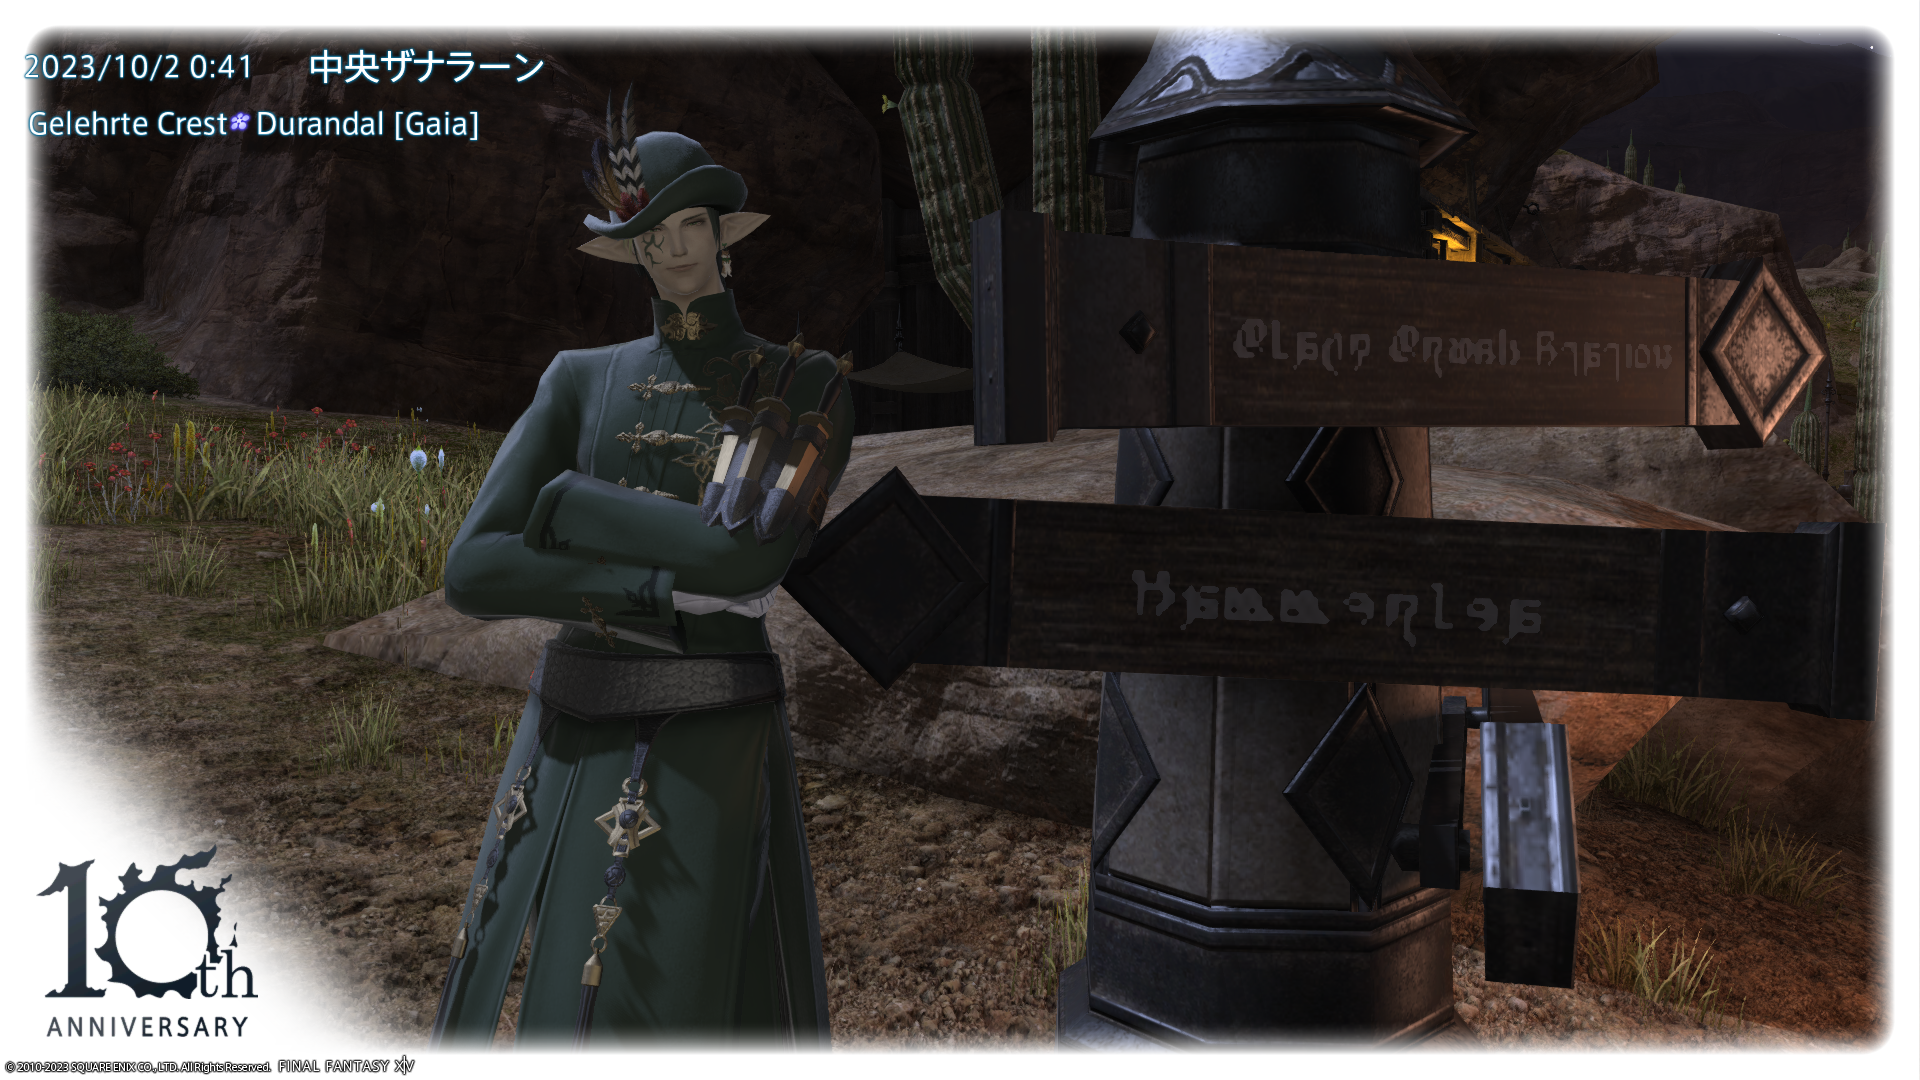 2023/10/2 0:41 中央ザナラーン
Gelehrte Crest Durandal [Gaia]
10th
ANNIVERSARY
© 2010-2023 SQUARE ENIX CO., LTD. All Rights Reserved. FINAL FANTASY XIV